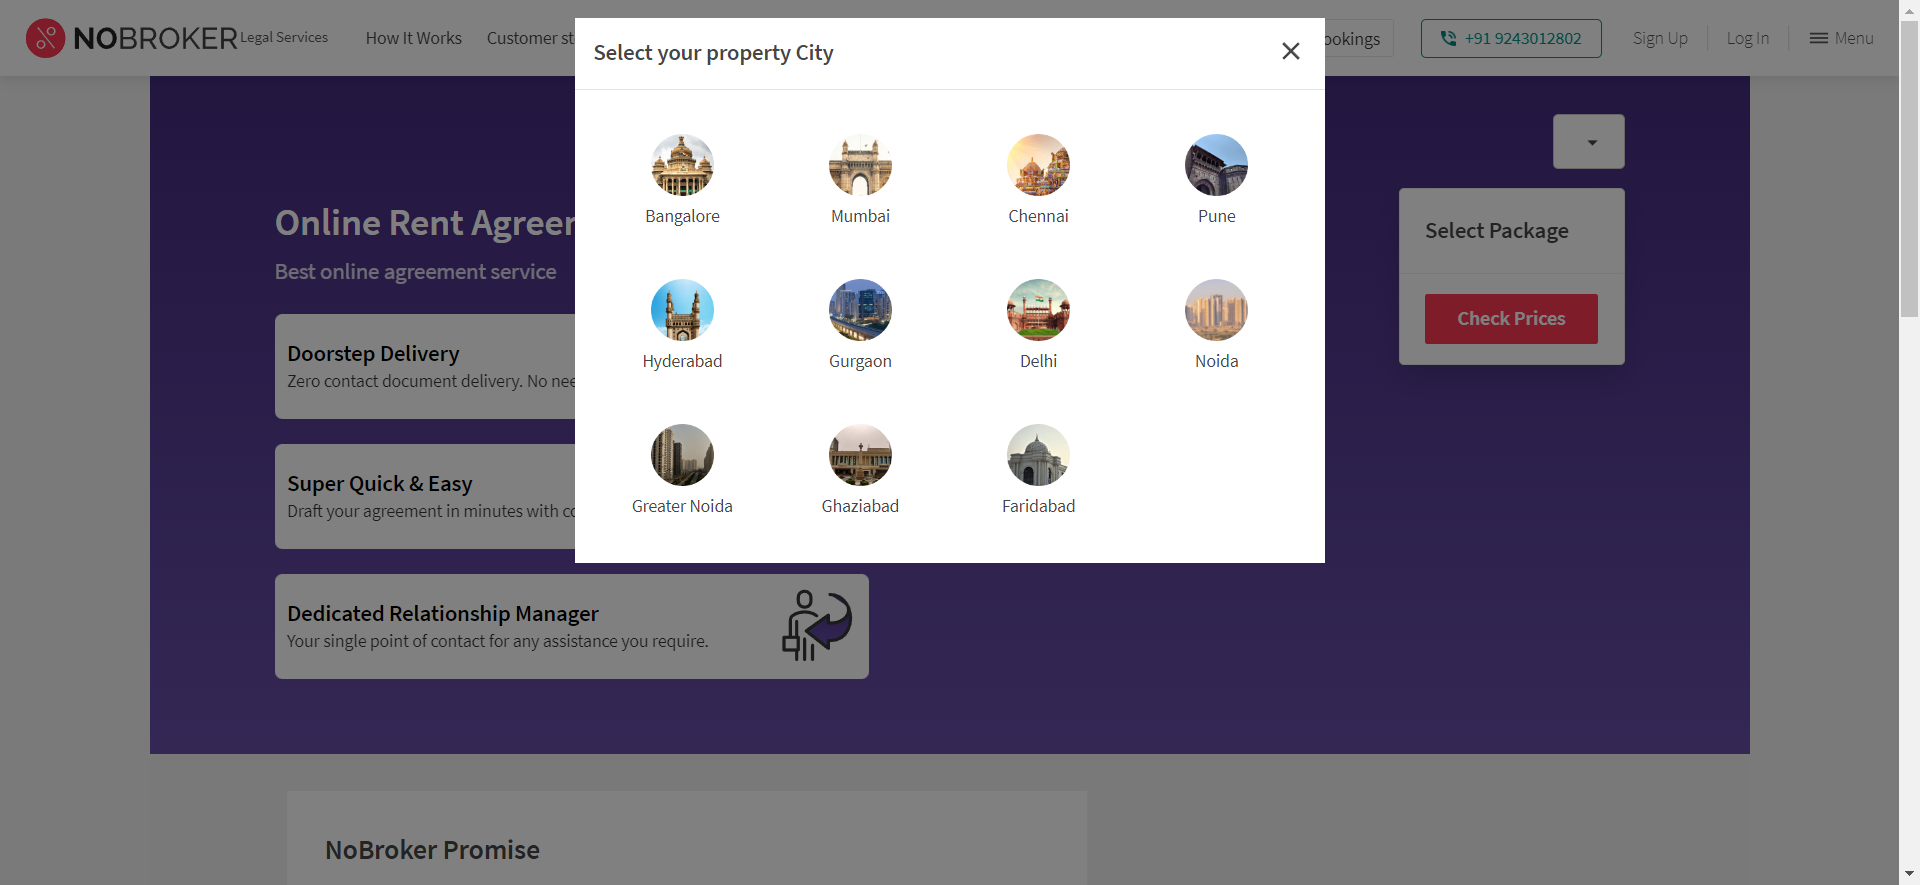 NOBROKER Legal Services How It Works Customer st ookings +91 9243012802 Sign Up Log In Menu
Select your property City
Bangalore Mumbai Chennai Pune
Hyderabad Gurgaon Delhi Noida
Greater Noida Ghaziabad Faridabad
Online Rent Agreer
Best online agreement service
Doorstep Delivery
Zero contact document delivery. No nee
Super Quick & Easy
Draft your agreement in minutes with co
Dedicated Relationship Manager
Your single point of contact for any assistance you require.
Select Package
Check Prices
NoBroker Promise